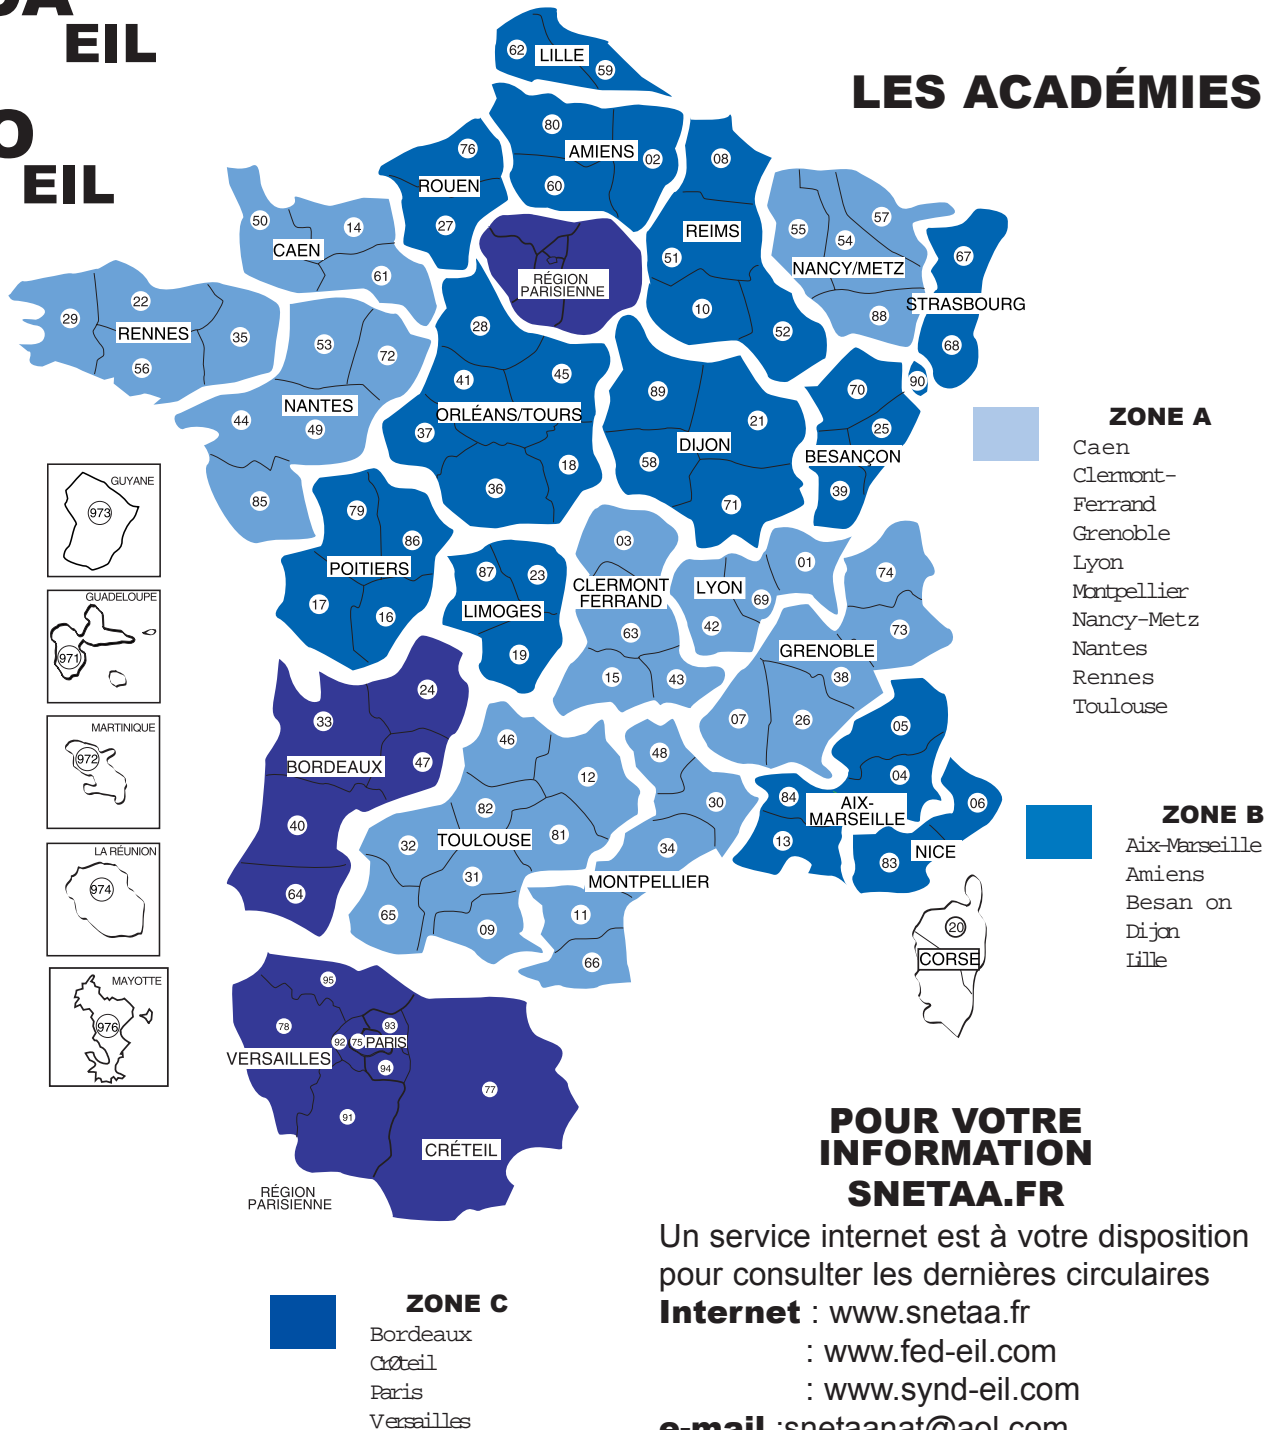 EIL
O
EIL
LES ACADÉMIES
62
LILLE
59
80
AMIENS
02
60
76
ROUEN
27
08
REIMS
51
10
52
50
14
CAEN
61
55
54
57
NANCY/METZ
88
67
STRASBOURG
68
RÉGION
PARISIENNE
29
22
RENNES
35
56
53
72
NANTES
44
49
85
28
41
45
ORLÉANS/TOURS
37
18
36
89
21
DIJON
58
71
70
90
25
BESANÇON
39
79
86
POITIERS
17
16
87
23
LIMOGES
19
03
CLERMONT
FERRAND
63
15
43
01
LYON
69
42
74
73
GRENOBLE
38
07
26
24
33
BORDEAUX
47
40
64
46
12
82
TOULOUSE
81
32
31
65
09
48
30
34
MONTPELLIER
11
66
05
04
84
AIX-
MARSEILLE
13
06
NICE
83
20
CORSE
GUYANE
973
GUADELOUPE
971
MARTINIQUE
972
LA RÉUNION
974
MAYOTTE
976
95
78
93
92
75
PARIS
VERSAILLES
94
77
91
CRÉTEIL
RÉGION
PARISIENNE
ZONE A
Caen
Clermont-
Ferrand
Grenoble
Lyon
Montpellier
Nancy-Metz
Nantes
Rennes
Toulouse
ZONE B
Aix-Marseille
Amiens
Besan on
Dijon
Lille
ZONE C
Bordeaux
CrØteil
Paris
Versailles
POUR VOTRE
INFORMATION
SNETAA.FR
Un service internet est à votre disposition
pour consulter les dernières circulaires
Internet : www.snetaa.fr
: www.fed-eil.com
: www.synd-eil.com
e-mail :snetaanat@aol.com